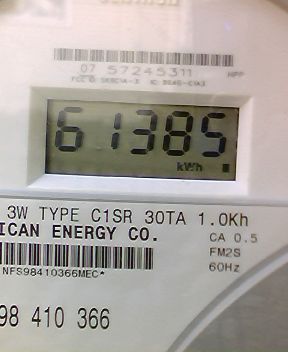 07 57245311 HPP
61385
kWh
3W TYPE C1SR 30TA 1.0Kh
ICAN ENERGY CO.
CA 0.5
FM2S
60Hz
NFS98410366MEC*
98 410 366